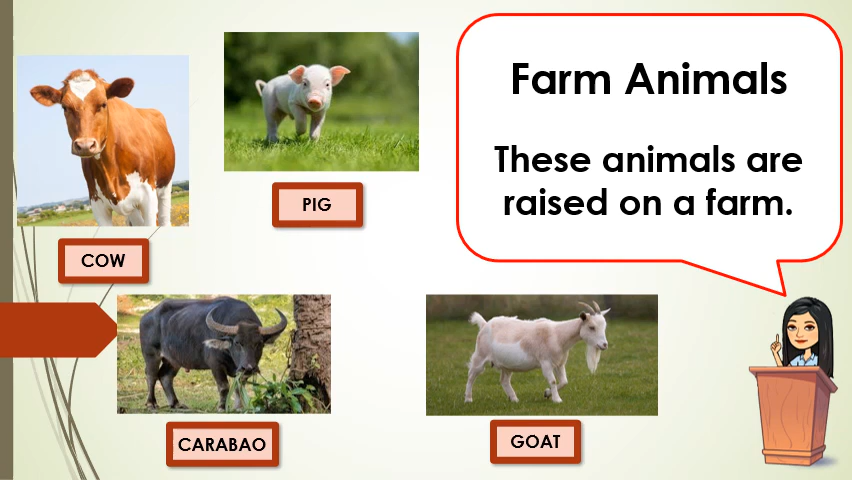 Farm Animals
These animals are
raised on a farm.
PIG
COW
CARABAO
GOAT